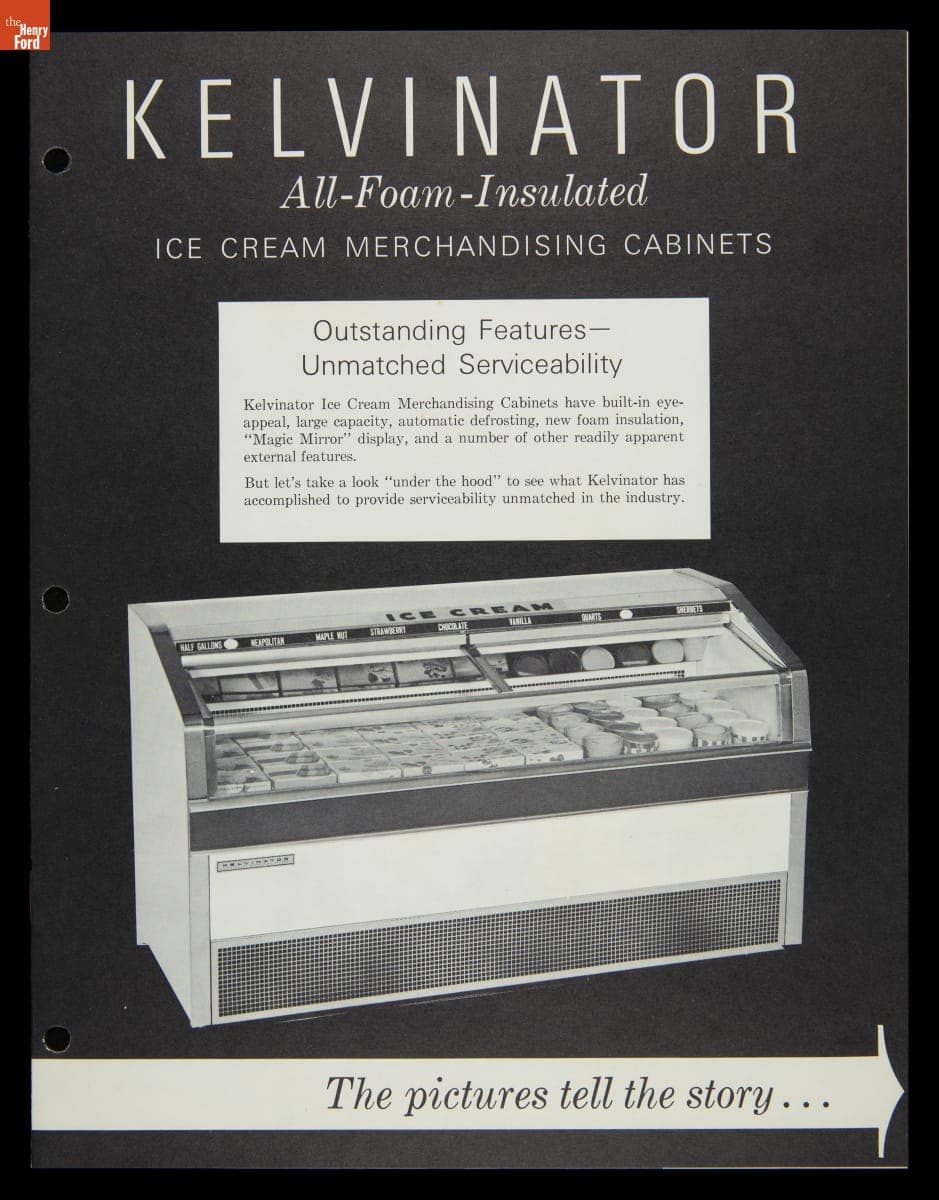 the
Henry
Ford
KELVINATOR
All-Foam-Insulated
ICE CREAM MERCHANDISING CABINETS
Outstanding Features—
Unmatched Serviceability
Kelvinator Ice Cream Merchandising Cabinets have built-in eye-
appeal, large capacity, automatic defrosting, new foam insulation,
“Magic Mirror” display, and a number of other readily apparent
external features.
But let's take a look “under the hood” to see what Kelvinator has
accomplished to provide serviceability unmatched in the industry.
ICE CREAM
HALF GALLONS NEAPOLITAN MAPLE NUT STRAWBERRY CHOCOLATE VANILLA QUARTS SHERBETS
KELVINATOR
The pictures tell the story . . .